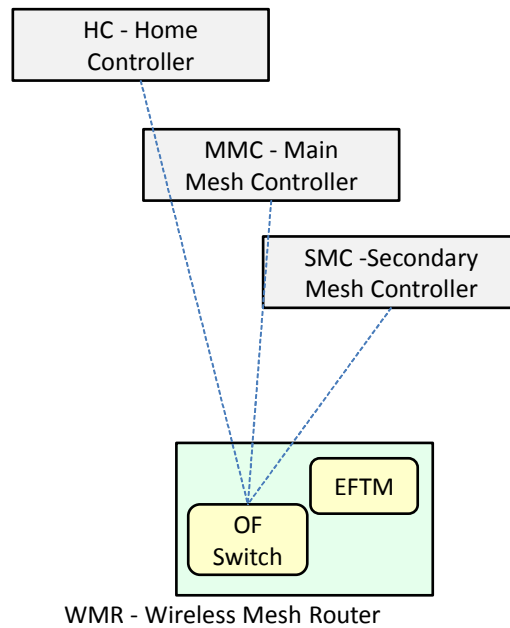 HC - Home
Controller
MMC - Main
Mesh Controller
SMC -Secondary
Mesh Controller
EFTM
OF
Switch
WMR - Wireless Mesh Router